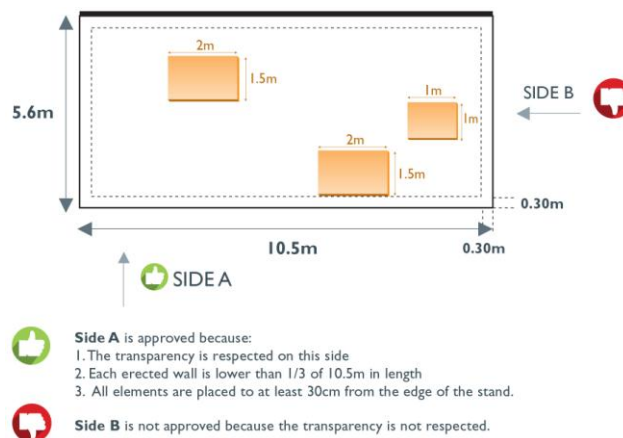 2m
1.5m
1m
SIDE B
5.6m
1m
2m
1.5m
0.30m
10.5m
0.30m
SIDE A
Side A is approved because:
1. The transparency is respected on this side
2. Each erected wall is lower than 1/3 of 10.5m in length
3. All elements are placed to at least 30cm from the edge of the stand.
Side B is not approved because the transparency is not respected.